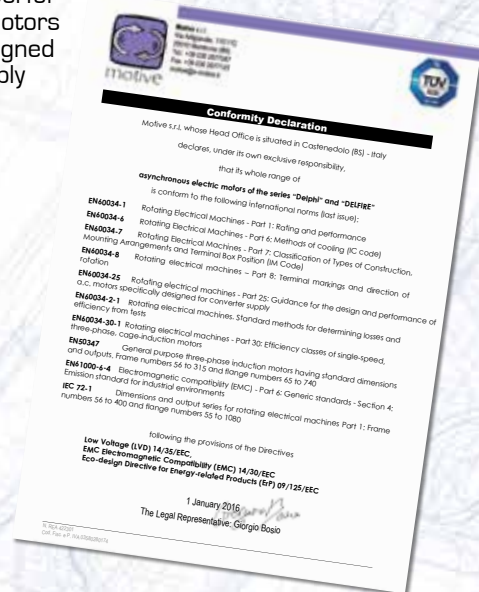 otors
igned
ply
motive
TÜV
Conformity Declaration
Motive s.r.l. whose Head Office is situated in Castenedolo (BS) - Italy
declares, under its own exclusive responsibility,
that its whole range of
asynchronous electric motors of the series "Delphi" and "DELFIRE"
is conform to the following international norms (last issue):
EN60034-1 Rotating Electrical Machines - Part 1: Rating and performance
EN60034-6 Rotating Electrical Machines - Part 6: Methods of cooling (IC code)
EN60034-7 Rotating Electrical Machines - Part 7: Classification of Types of Construction,
Mounting Arrangements and Terminal Box Position (IM Code)
EN60034-8 Rotating electrical machines – Part 8: Terminal markings and direction of
rotation
EN60034-25 Rotating electrical machines - Part 25: Guidance for the design and performance of
a.c. motors specifically designed for converter supply
EN60034-2-1 Rotating electrical machines. Standard methods for determining losses and
efficiency from tests
EN60034-30-1 Rotating electrical machines - Part 30: Efficiency classes of single-speed,
three-phase, cage-induction motors
EN50347 General purpose three-phase induction motors having standard dimensions
and outputs. Frame numbers 56 to 315 and flange numbers 65 to 740
EN61000-6-4 Electromagnetic compatibility (EMC) - Part 6: Generic standards - Section 4:
Emission standard for industrial environments
IEC 72-1 Dimensions and output series for rotating electrical machines Part 1: Frame
numbers 56 to 400 and flange numbers 55 to 1080
following the provisions of the Directives
Low Voltage (LVD) 14/35/EEC,
EMC Electromagnetic Compatibility (EMC) 14/30/EEC
Eco-design Directive for Energy-related Products (ErP) 09/125/EEC
1 January 2016
The Legal Representative: Giorgio Bosio